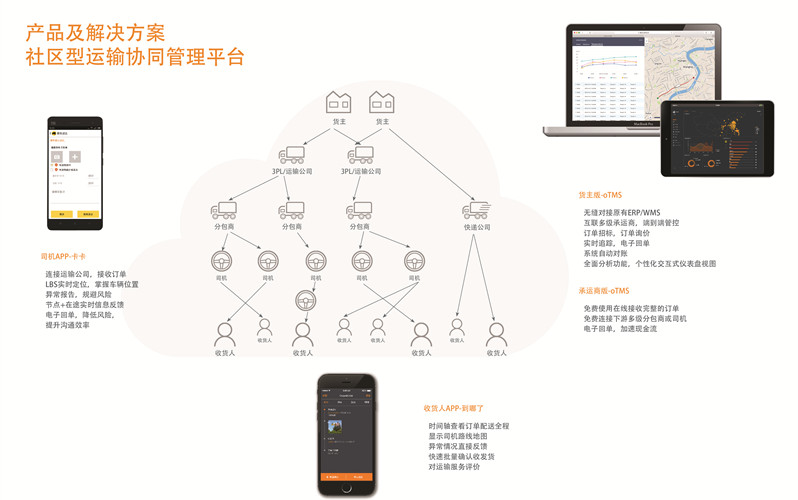 产品及解决方案
社区型运输协同管理平台
货主
货主
3PL/运输公司
3PL/运输公司
分包商
分包商
分包商
快递公司
司机
司机
司机
司机
司机
收货人
收货人
收货人
收货人
收货人
收货人
收货人
收货人
司机APP-卡卡
连接运输公司，接收订单
LBS实时定位，掌握车辆位置
异常报告，规避风险
节点+在途实时信息反馈
电子回单，降低风险，
提升沟通效率
MacBook Pro
货主版-oTMS
无缝对接原有ERP/WMS
互联多级承运商，端到端管控
订单招标，订单询价
实时追踪，电子回单
系统自动对账
全面分析功能，个性化交互式仪表盘视图
承运商版-oTMS
免费使用在线接收完整的订单
免费连接下游多级分包商或司机
电子回单，加速现金流
收货人APP-到哪了
时间轴查看订单配送全程
显示司机路线地图
异常情况直接反馈
快速批量确认收发货
对运输服务评价